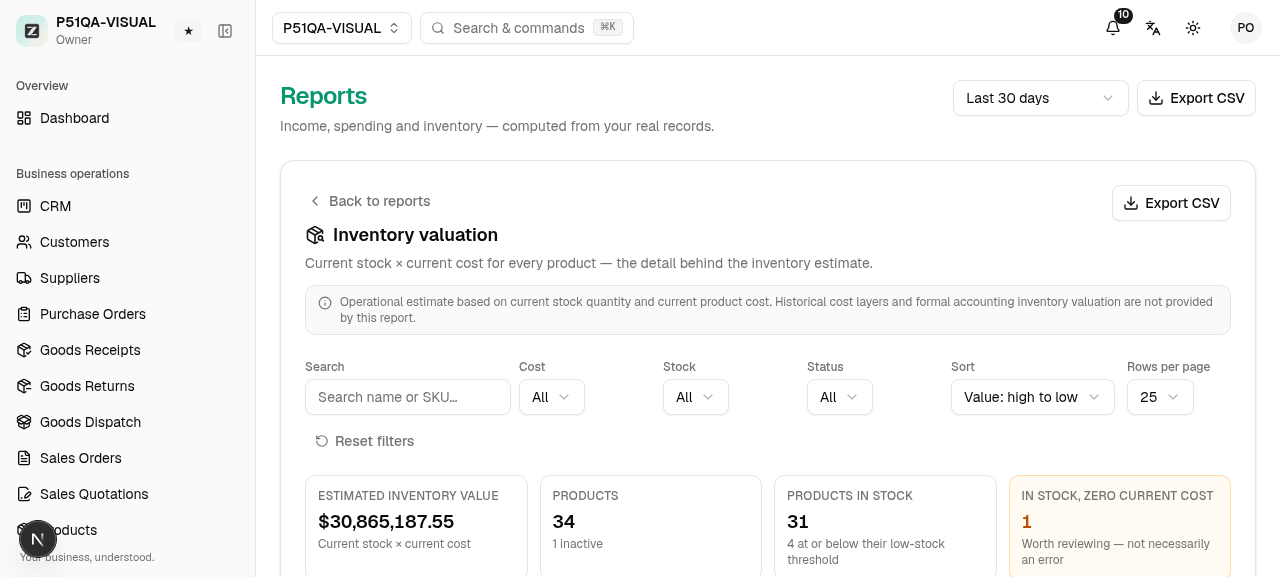 P51QA-VISUAL
Owner
★
Overview
Dashboard
Business operations
CRM
Customers
Suppliers
Purchase Orders
Goods Receipts
Goods Returns
Goods Dispatch
Sales Orders
Sales Quotations
oducts
N
Your business, understood.
P51QA-VISUAL
Search & commands
⌘K
10
PO
Reports
Income, spending and inventory — computed from your real records.
Last 30 days
Export CSV
Back to reports
Export CSV
Inventory valuation
Current stock × current cost for every product — the detail behind the inventory estimate.
Operational estimate based on current stock quantity and current product cost. Historical cost layers and formal accounting inventory valuation are not provided
by this report.
Search
Cost
Stock
Status
Sort
Rows per page
Search name or SKU...
All
All
All
Value: high to low
25
Reset filters
ESTIMATED INVENTORY VALUE
$30,865,187.55
Current stock × current cost
PRODUCTS
34
1 inactive
PRODUCTS IN STOCK
31
4 at or below their low-stock
threshold
IN STOCK, ZERO CURRENT COST
1
Worth reviewing — not necessarily
an error